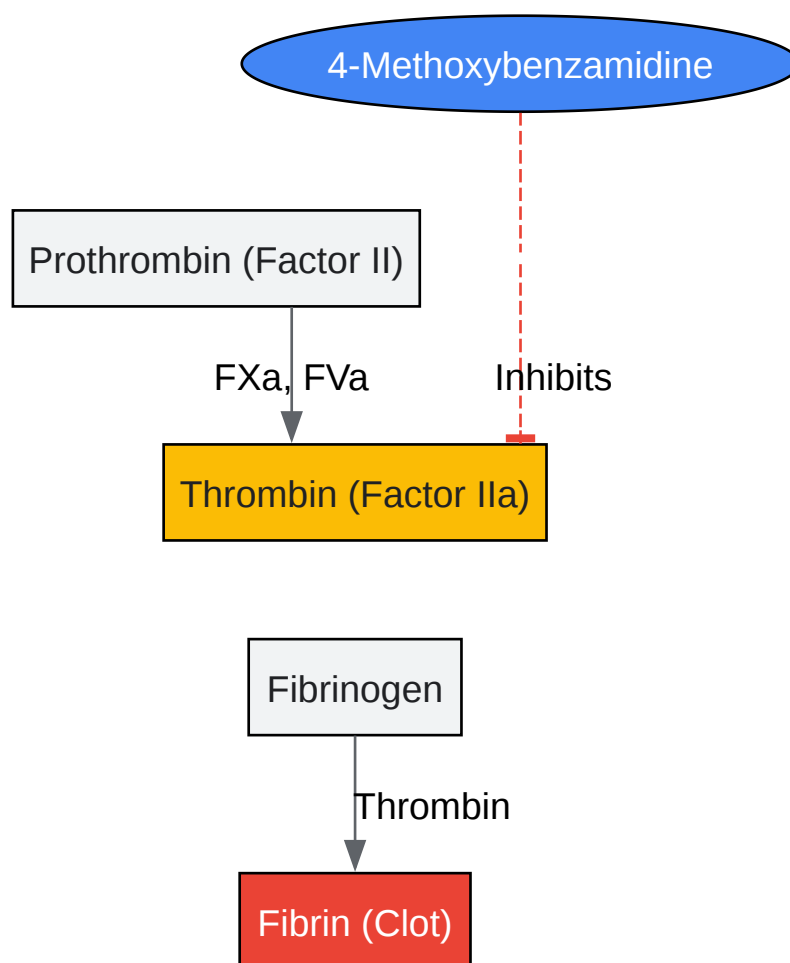 4-Methoxybenzamidine
Prothrombin (Factor II)
FXa, FVa
Inhibits
Thrombin (Factor IIa)
Fibrinogen
Thrombin
Fibrin (Clot)